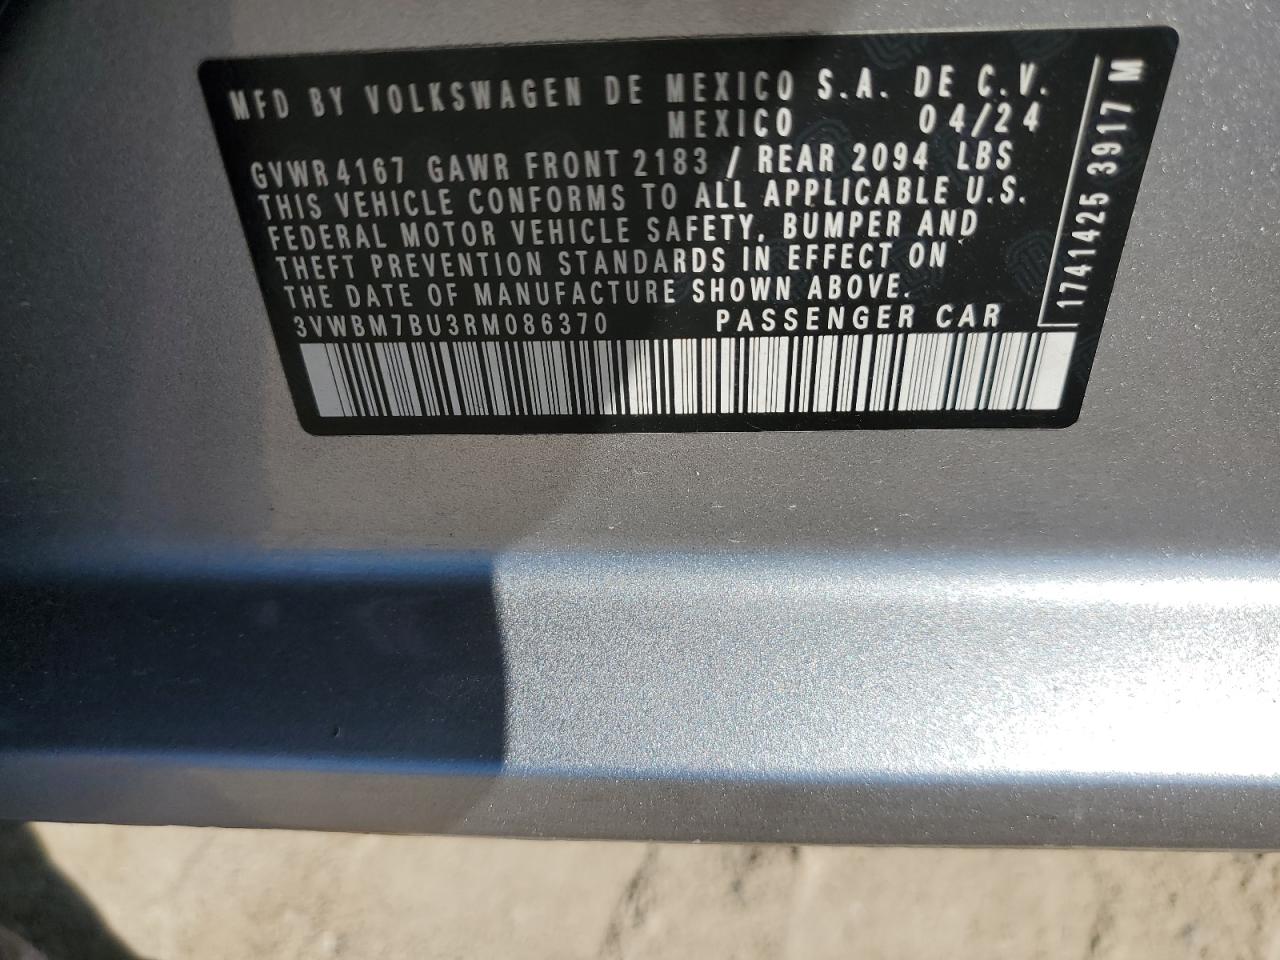 MFD BY VOLKSWAGEN DE MEXICO S.A. DE C.V.
MEXICO 04/24
GVWR 4167 GAWR FRONT 2183 / REAR 2094 LBS
THIS VEHICLE CONFORMS TO ALL APPLICABLE U.S.
FEDERAL MOTOR VEHICLE SAFETY, BUMPER AND
THEFT PREVENTION STANDARDS IN EFFECT ON
THE DATE OF MANUFACTURE SHOWN ABOVE.
3VWBM7BU3RM086370 PASSENGER CAR
1741425 3917 M